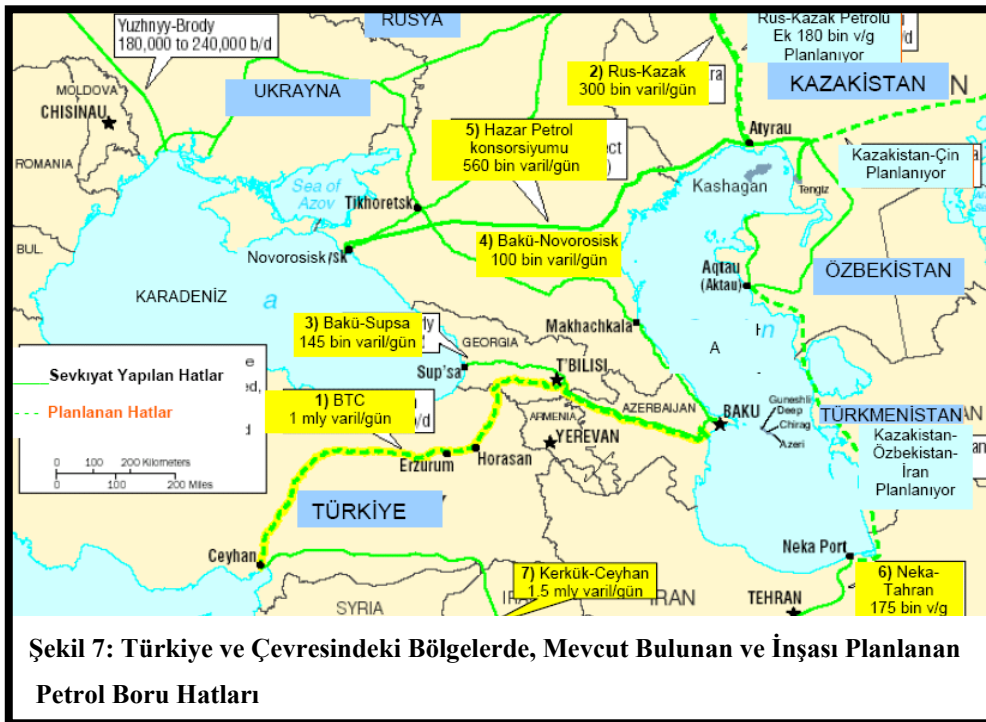 Yuzhnyy-Brody
180,000 to 240,000 b/d
RUSYA
Rus-Kazak Petrolü
Ek 180 bin v/g
Planlanıyor
2) Rus-Kazak
300 bin varil/gün
KAZAKİSTAN
UKRAYNA
MOLDOVA
CHISINAU
ROMANIA
BUL.
5) Hazar Petrol
konsorsiyumu
560 bin varil/gün
Atyrau
Kazakistan-Çin
Planlanıyor
Kashagan
Tengiz
Sea of
Azov
Tikhoretsk
Novorosisk
4) Bakü-Novorosisk
100 bin varil/gün
Aqtau
(Aktau)
ÖZBEKİSTAN
KARADENİZ
3) Bakü-Supsa
145 bin varil/gün
Makhachkala
GEORGIA
Sup'sa
T'BILISI
Sevkıyat Yapılan Hatlar
Planlanan Hatlar
0 100 200 Kilometers
0 100 200 Miles
1) BTC
1 mly varil/gün
ARMENIA
YEREVAN
AZERBAIJAN
BAKU
Guneshli
Deep
Chirag
Azeri
TÜRKMENİSTAN
Kazakistan-
Özbekistan-
İran
Planlanıyor
Erzurum
Horasan
TÜRKİYE
Ceyhan
Neka Port
7) Kerkük-Ceyhan
1.5 mly varil/gün
SYRIA
IRAN
TEHRAN
6) Neka-
Tahran
175 bin v/g
Şekil 7: Türkiye ve Çevresindeki Bölgelerde, Mevcut Bulunan ve İnşası Planlanan
Petrol Boru Hatları